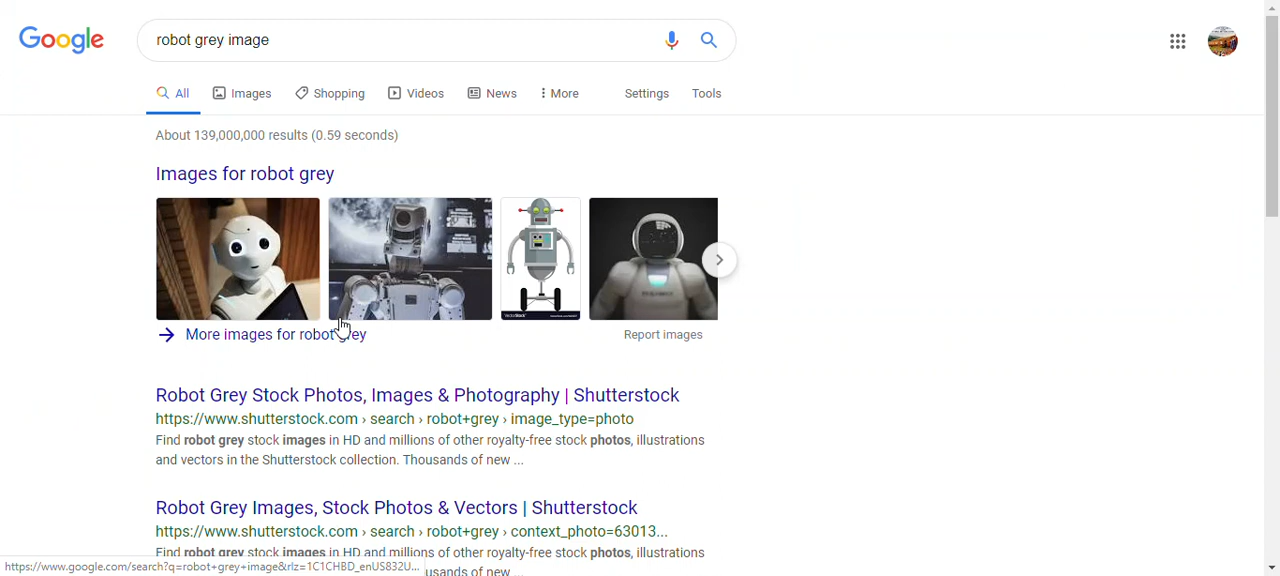 Google
robot grey image
All Images Shopping Videos News More Settings Tools
About 139,000,000 results (0.59 seconds)
Images for robot grey
VectorStock
More images for robot grey Report images
Robot Grey Stock Photos, Images & Photography | Shutterstock
https://www.shutterstock.com › search › robot+grey › image_type=photo
Find robot grey stock images in HD and millions of other royalty-free stock photos, illustrations
and vectors in the Shutterstock collection. Thousands of new ...
Robot Grey Images, Stock Photos & Vectors | Shutterstock
https://www.shutterstock.com › search › robot+grey › context_photo=63013...
Find robot grey stock images in HD and millions of other royalty-free stock photos, illustrations
https://www.google.com/search?q=robot+grey+image&rlz=1C1CHBD_enUS832U... usands of new ...